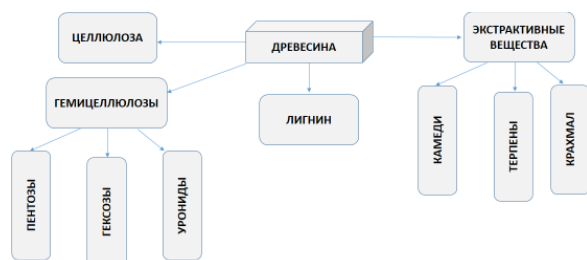 ЦЕЛЛЮЛОЗА
ДРЕВЕСИНА
ЭКСТРАКТИВНЫЕ
ВЕЩЕСТВА
ГЕМИЦЕЛЛЮЛОЗЫ
ЛИГНИН
КАМЕДИ
ТЕРПЕНЫ
КРАХМАЛ
ПЕНТОЗЫ
ГЕКСОЗЫ
УРОНИДЫ